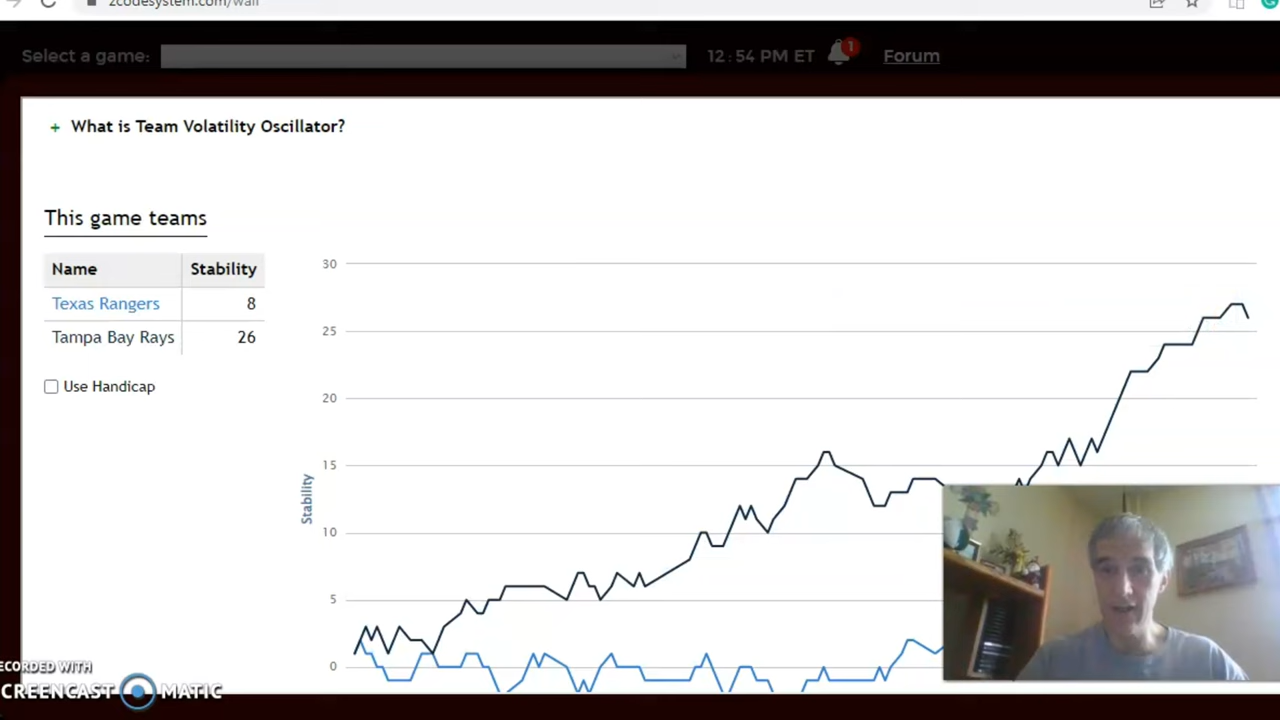 zcodesystem.com/wall
Select a game:
12:54 PM ET
1
Forum
+ What is Team Volatility Oscillator?
This game teams
Name Stability
Texas Rangers 8
Tampa Bay Rays 26
Use Handicap
30
25
20
15
10
5
0
Stability
ECORDED WITH
CREENCAST MATIC